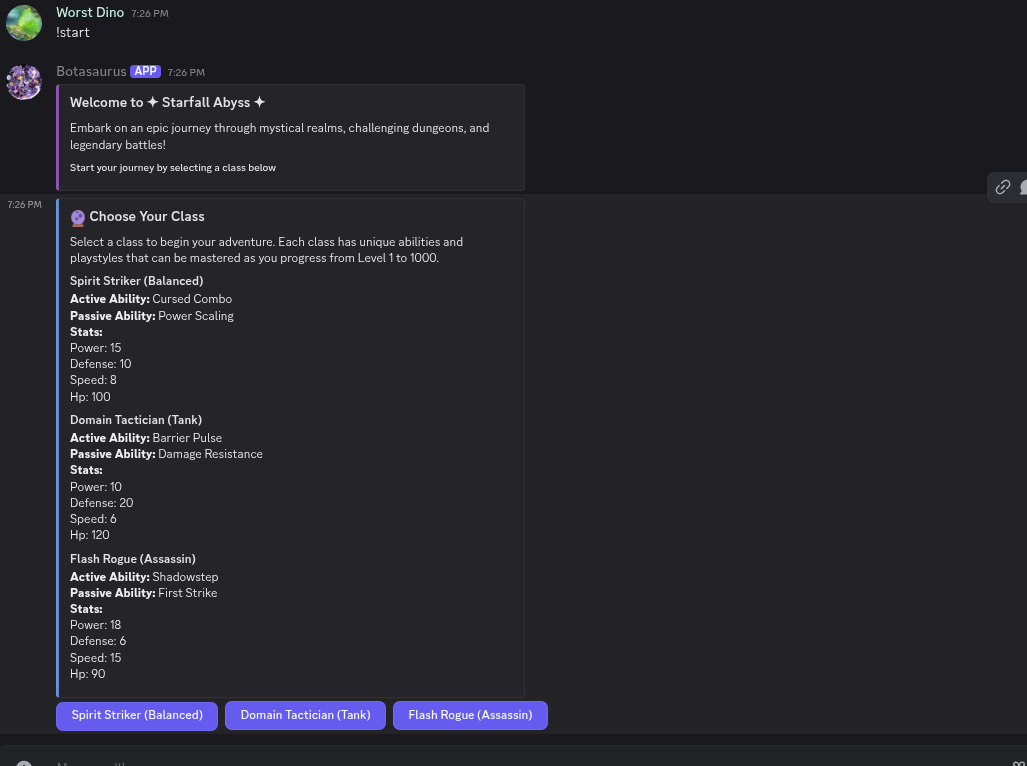 Worst Dino 7:26 PM
!start
Botasaurus APP 7:26 PM
Welcome to ✦ Starfall Abyss ✦
Embark on an epic journey through mystical realms, challenging dungeons, and
legendary battles!
Start your journey by selecting a class below
7:26 PM
🔮 Choose Your Class
Select a class to begin your adventure. Each class has unique abilities and
playstyles that can be mastered as you progress from Level 1 to 1000.
Spirit Striker (Balanced)
Active Ability: Cursed Combo
Passive Ability: Power Scaling
Stats:
Power: 15
Defense: 10
Speed: 8
Hp: 100
Domain Tactician (Tank)
Active Ability: Barrier Pulse
Passive Ability: Damage Resistance
Stats:
Power: 10
Defense: 20
Speed: 6
Hp: 120
Flash Rogue (Assassin)
Active Ability: Shadowstep
Passive Ability: First Strike
Stats:
Power: 18
Defense: 6
Speed: 15
Hp: 90
Spirit Striker (Balanced) Domain Tactician (Tank) Flash Rogue (Assassin)